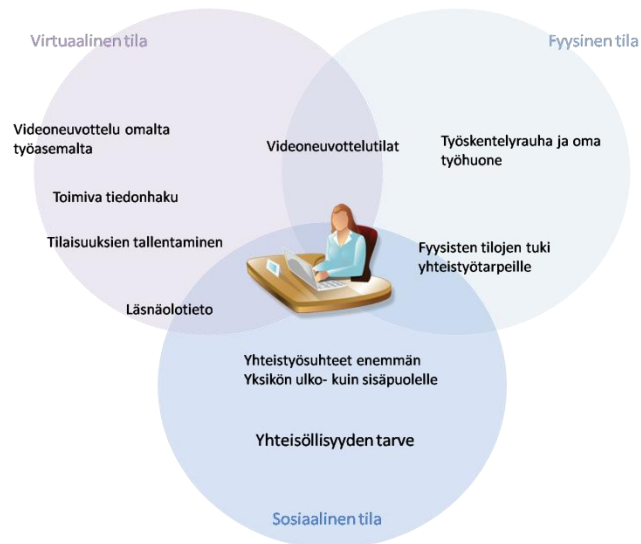 Virtuaalinen tila
Fyysinen tila
Videoneuvottelu omalta
työasemalta
Videoneuvottelutilat
Työskentelyrauha ja oma
työhuone
Toimiva tiedonhaku
Tilaisuuksien tallentaminen
Fyysisten tilojen tuki
yhteistyötarpeille
Läsnäolotieto
Yhteistyösuhteet enemmän
Yksikön ulko- kuin sisäpuolelle
Yhteisöllisyyden tarve
Sosiaalinen tila